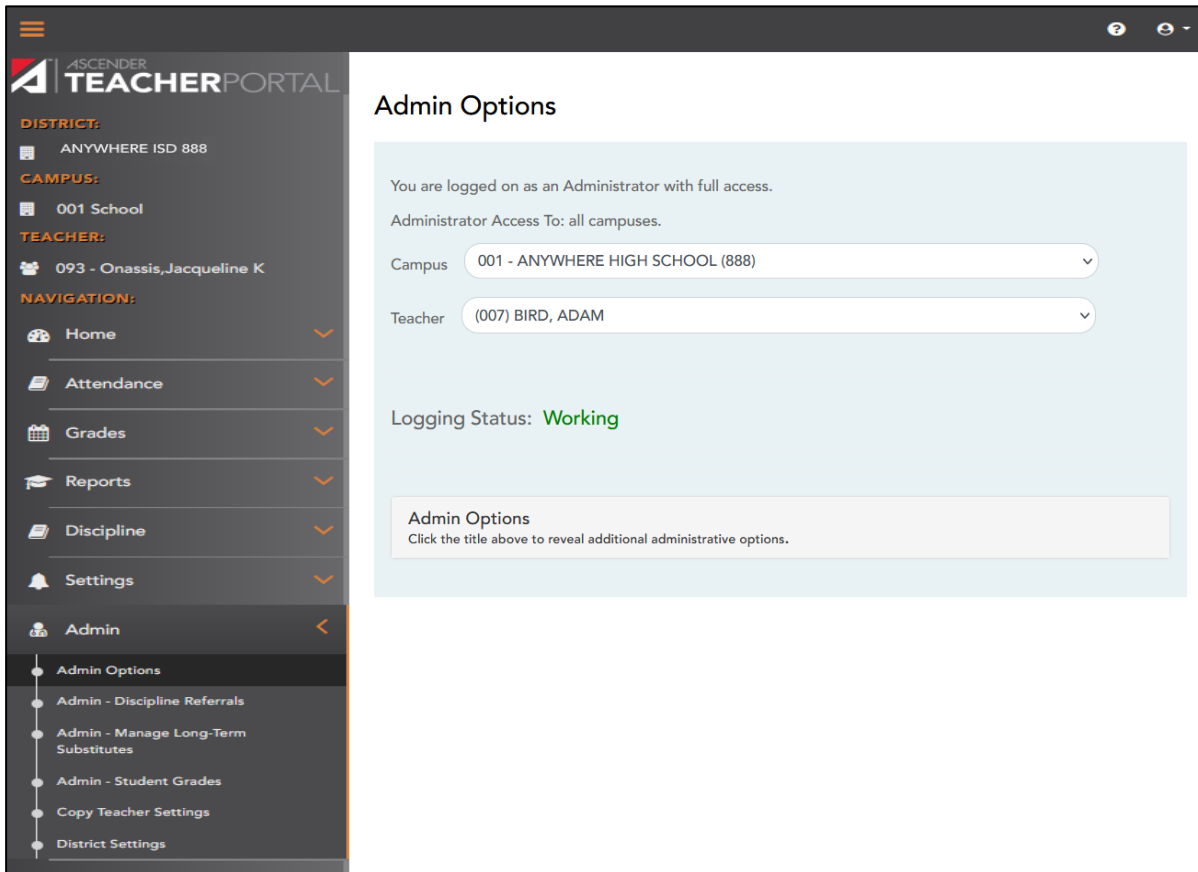 ASCENDER
TEACHERPORTAL
DISTRICT:
ANYWHERE ISD 888
CAMPUS:
001 School
TEACHER:
093 - Onassis,Jacqueline K
NAVIGATION:
Home
Attendance
Grades
Reports
Discipline
Settings
Admin
Admin Options
Admin - Discipline Referrals
Admin - Manage Long-Term
Substitutes
Admin - Student Grades
Copy Teacher Settings
District Settings
Admin Options
You are logged on as an Administrator with full access.
Administrator Access To: all campuses.
Campus 001 - ANYWHERE HIGH SCHOOL (888)
Teacher (007) BIRD, ADAM
Logging Status: Working
Admin Options
Click the title above to reveal additional administrative options.